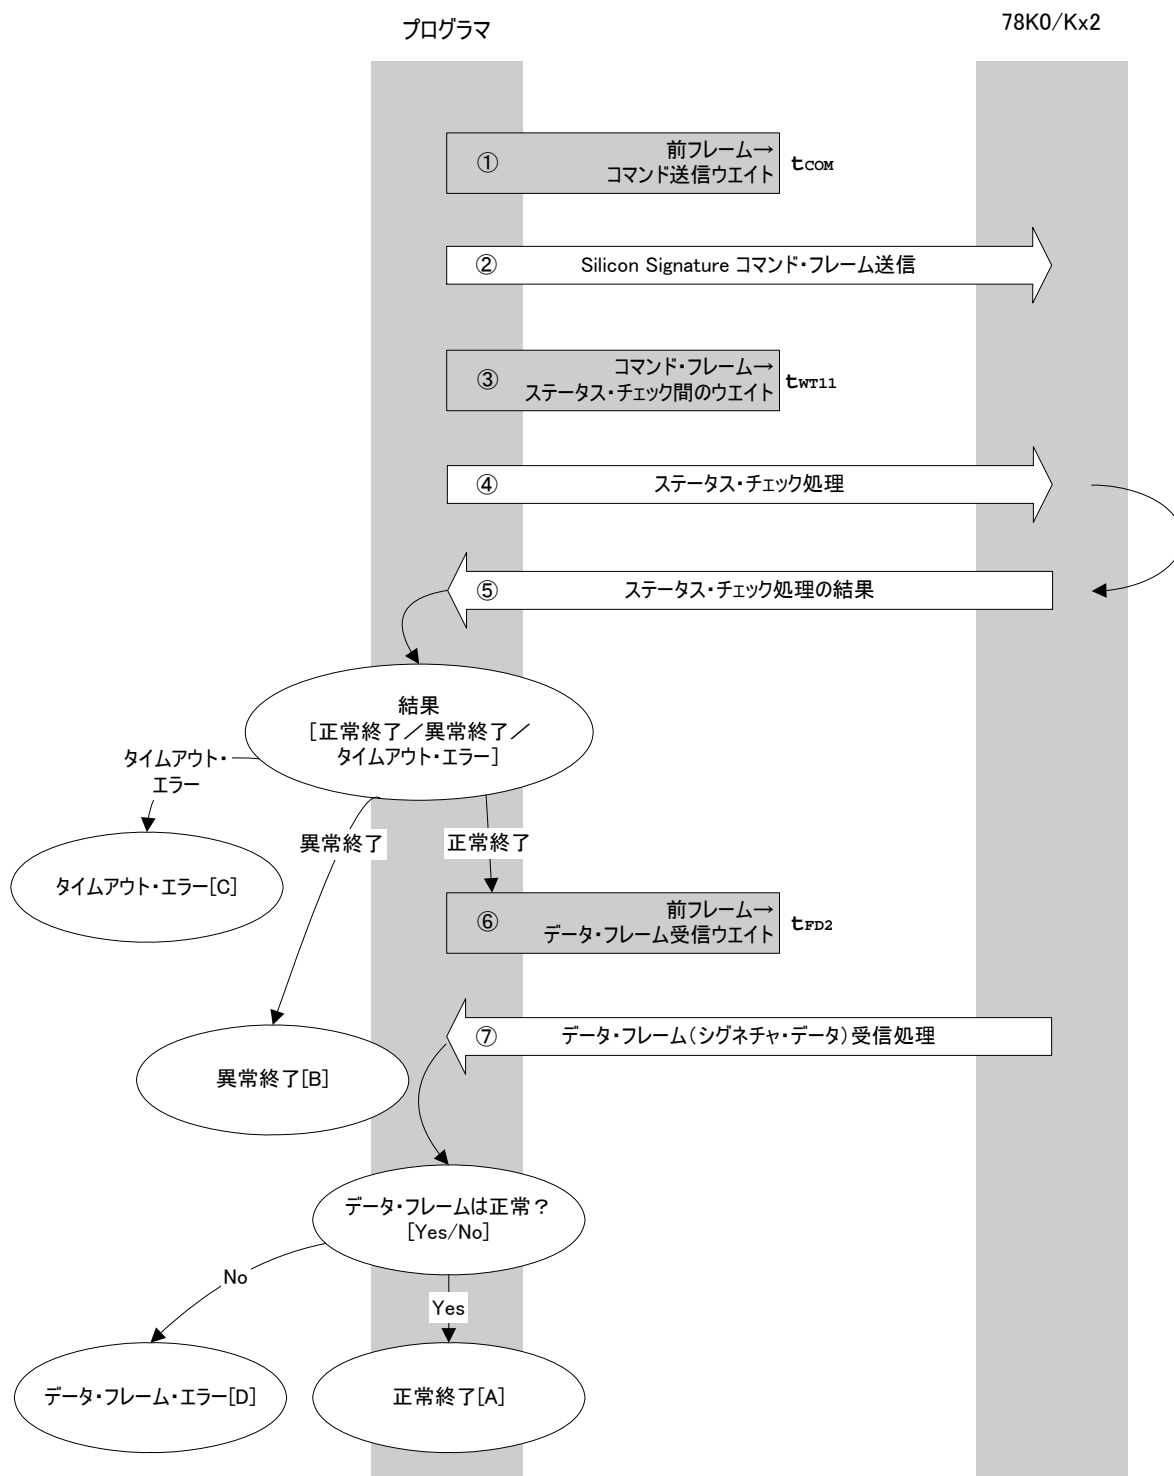 プログラマ
78K0/Kx2
①
前フレーム→
コマンド送信ウエイト
tCOM
②
Silicon Signature コマンド・フレーム送信
③
コマンド・フレーム→
ステータス・チェック間のウエイト
tWT11
④
ステータス・チェック処理
⑤
ステータス・チェック処理の結果
結果
[正常終了／異常終了／
タイムアウト・エラー]
タイムアウト・
エラー
異常終了
正常終了
タイムアウト・エラー[C]
⑥
前フレーム→
データ・フレーム受信ウエイト
tFD2
⑦
データ・フレーム（シグネチャ・データ）受信処理
異常終了[B]
データ・フレームは正常？
[Yes/No]
No
Yes
データ・フレーム・エラー[D]
正常終了[A]